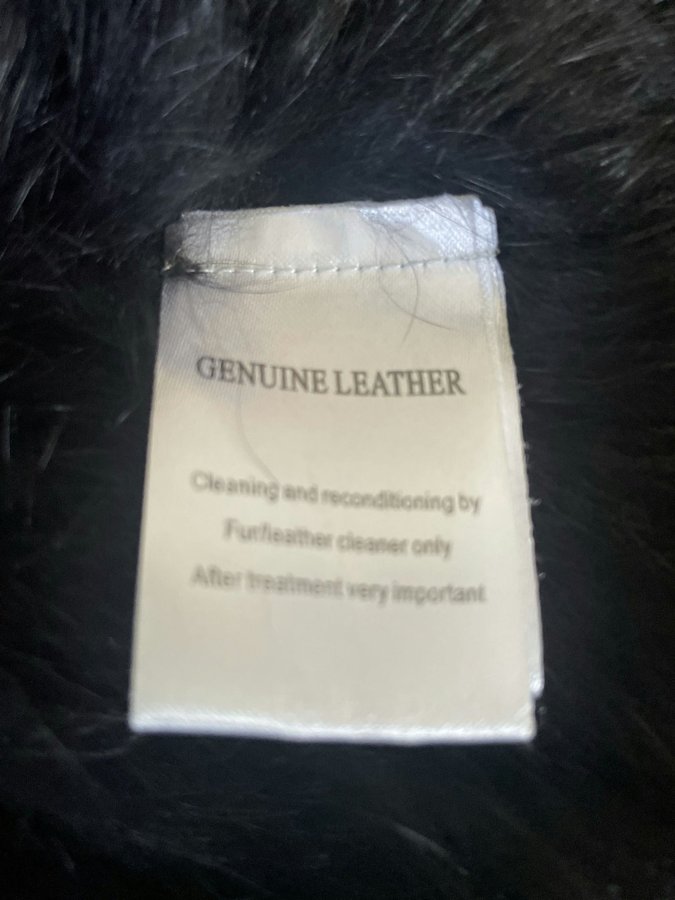 GENUINE LEATHER
Cleaning and reconditioning by
Fur/leather cleaner only
After treatment very important